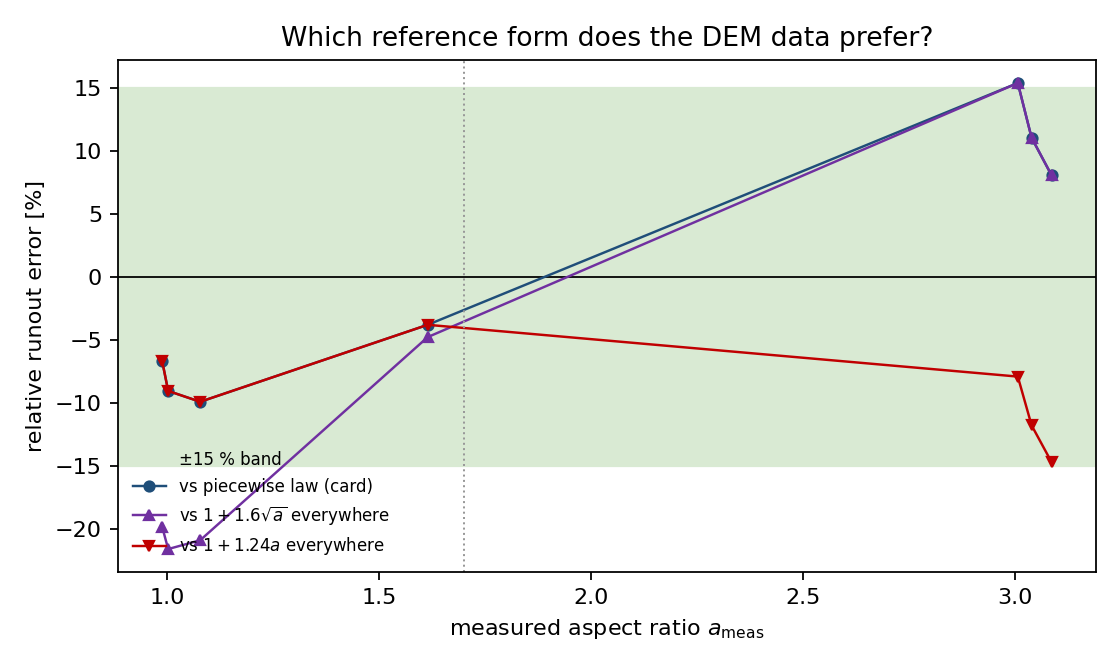 Which reference form does the DEM data prefer?
relative runout error [%]
15
10
5
0
−5
−10
−15
−20
±15 % band
vs piecewise law (card)
vs 1 + 1.6√a everywhere
vs 1 + 1.24a everywhere
1.0 1.5 2.0 2.5 3.0
measured aspect ratio a_meas